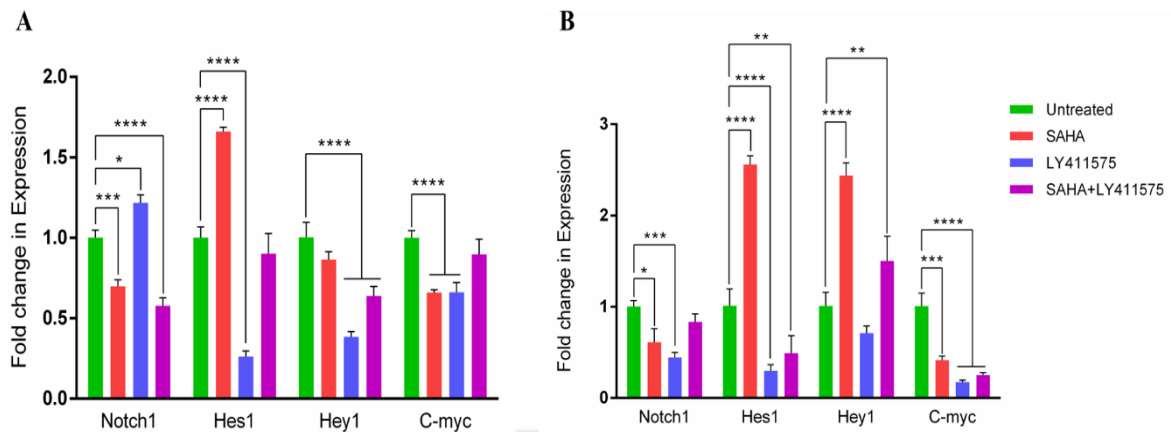 A
Fold change in Expression
2.0
1.5
1.0
0.5
0.0
****
*
***
****
****
****
****
Notch1
Hes1
Hey1
C-myc
B
Fold change in Expression
3
2
1
0
***
*
**
****
****
**
****
****
***
Notch1
Hes1
Hey1
C-myc
Untreated
SAHA
LY411575
SAHA+LY411575